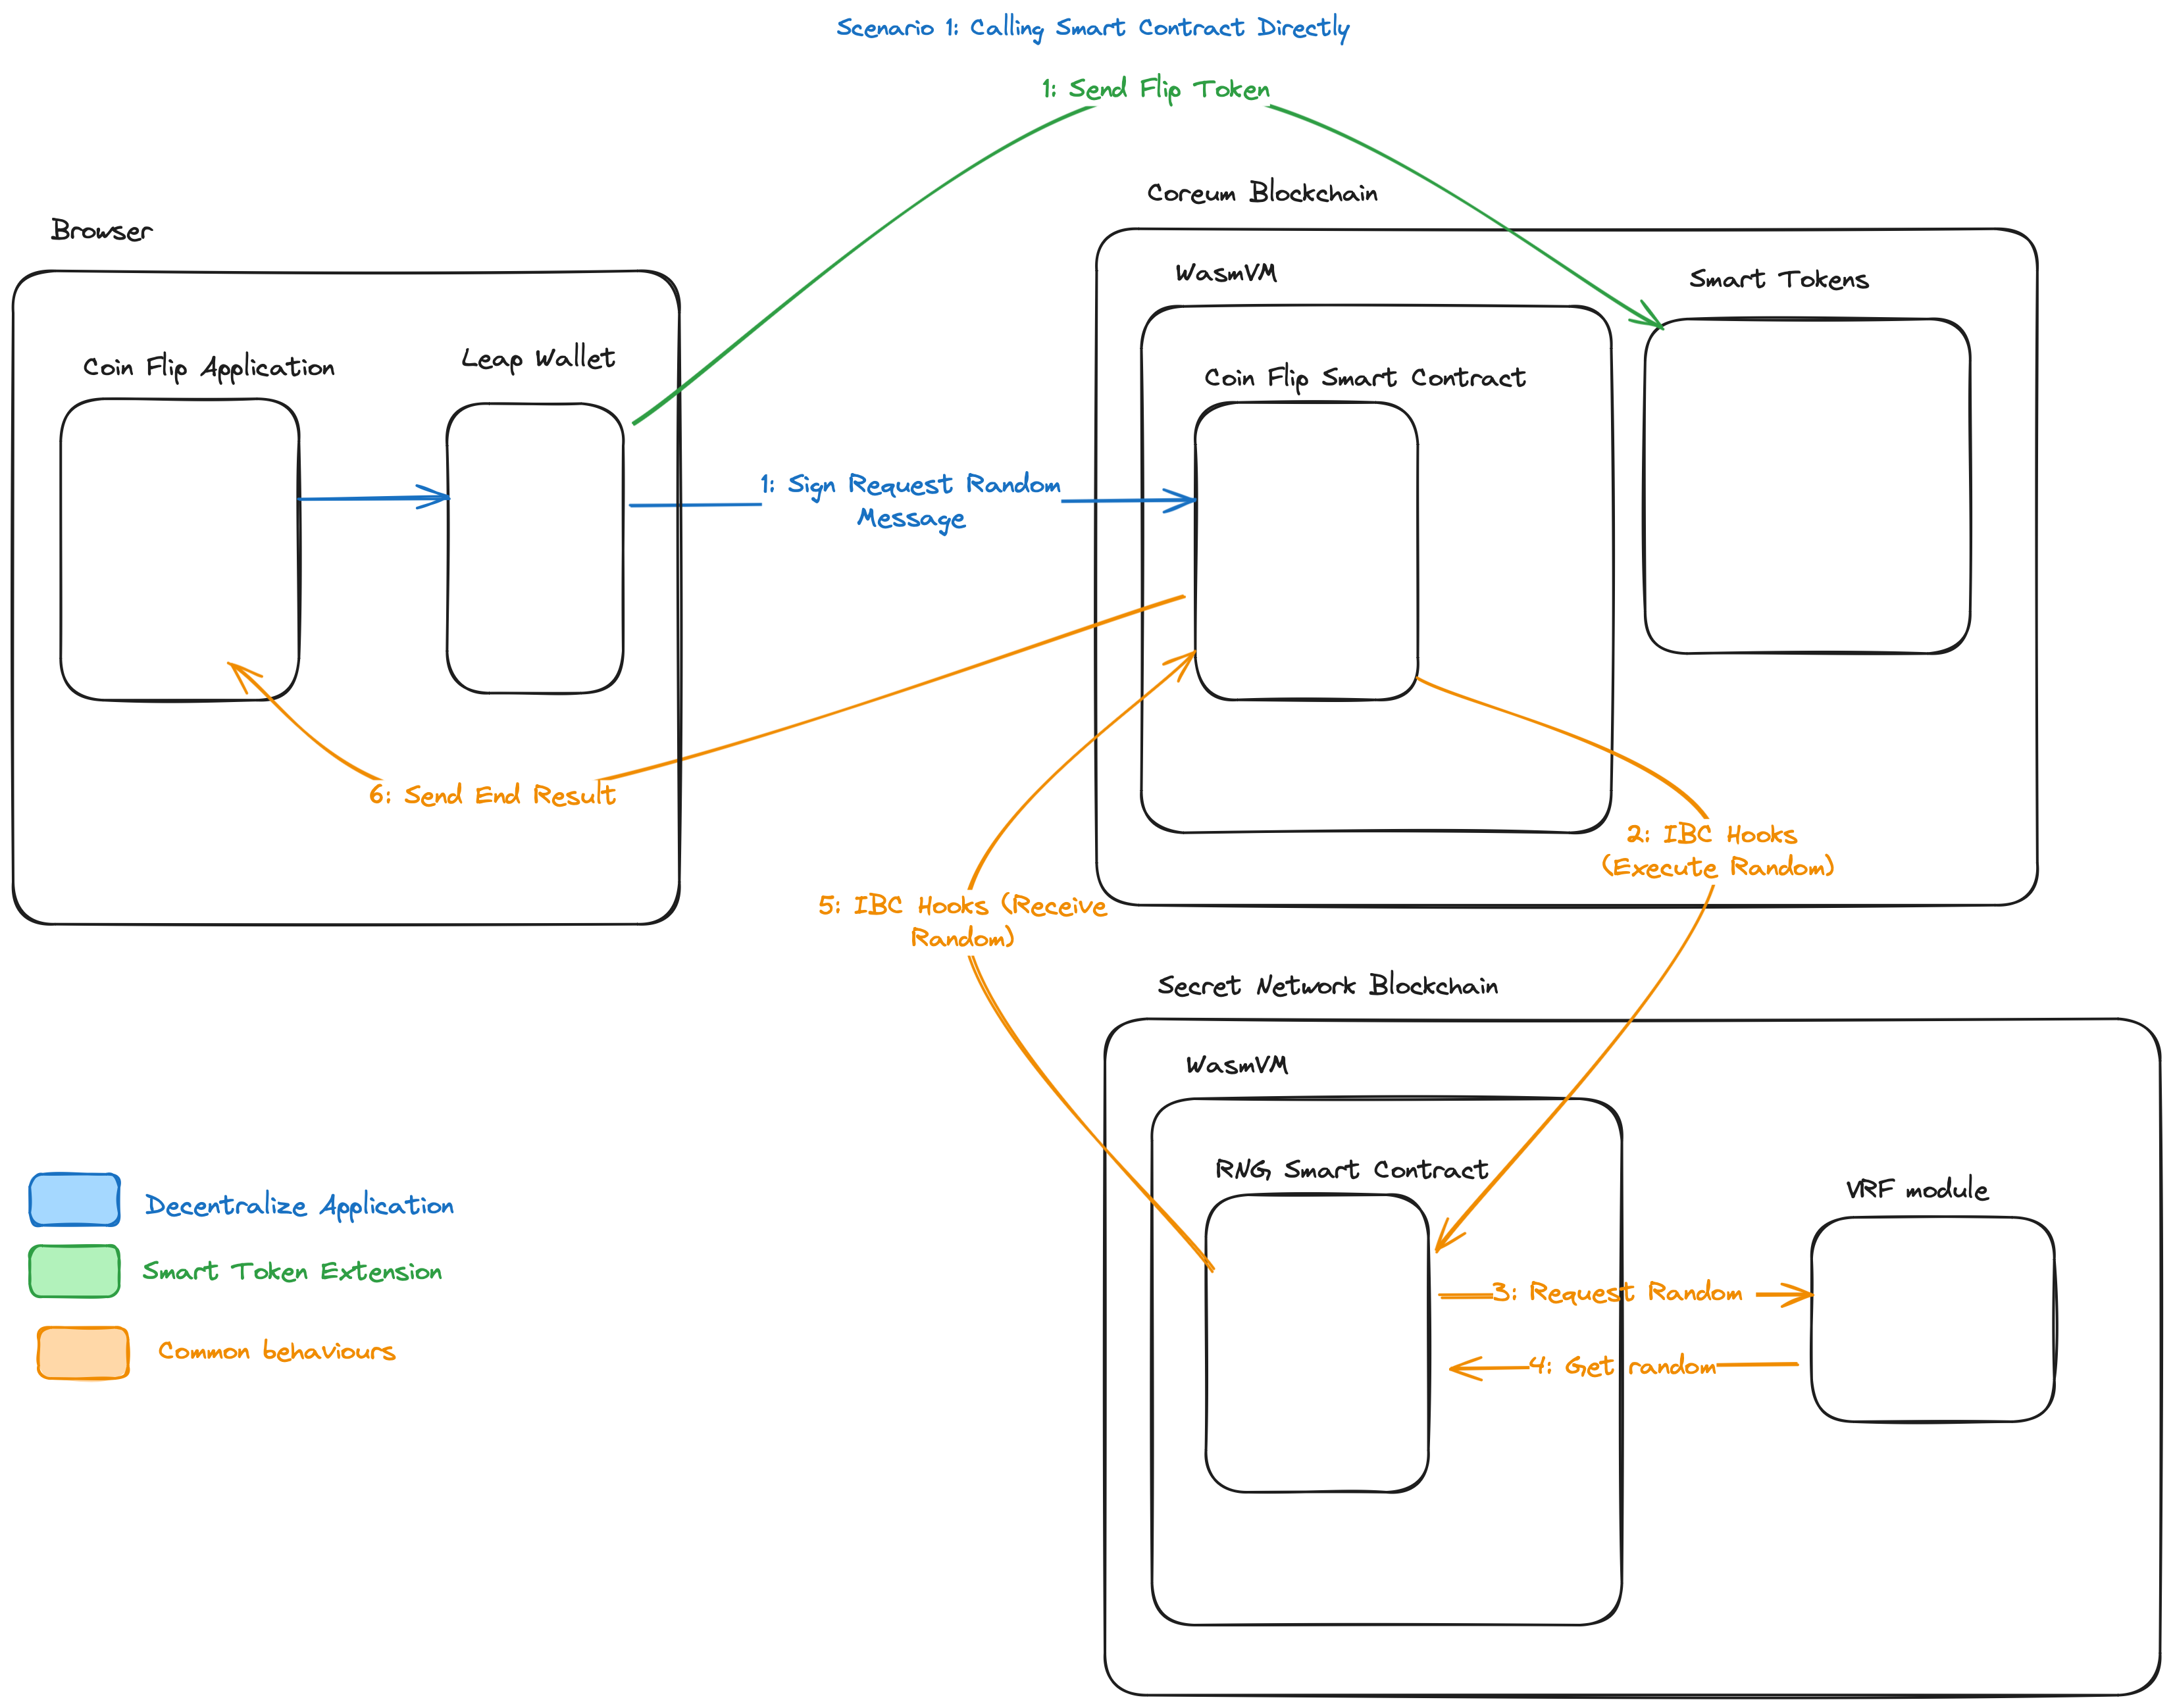 Scenario 1: Calling Smart Contract Directly
1: Send Flip Token
Coreum Blockchain
Browser
WasmVM
Smart Tokens
Coin Flip Application
Leap Wallet
Coin Flip Smart Contract
1: Sign Request Random
Message
6: Send End Result
2: IBC Hooks
(Execute Random)
5: IBC Hooks (Receive
Random)
Secret Network Blockchain
WasmVM
RNG Smart Contract
VRF module
3: Request Random
4: Get random
Decentralize Application
Smart Token Extension
Common behaviours